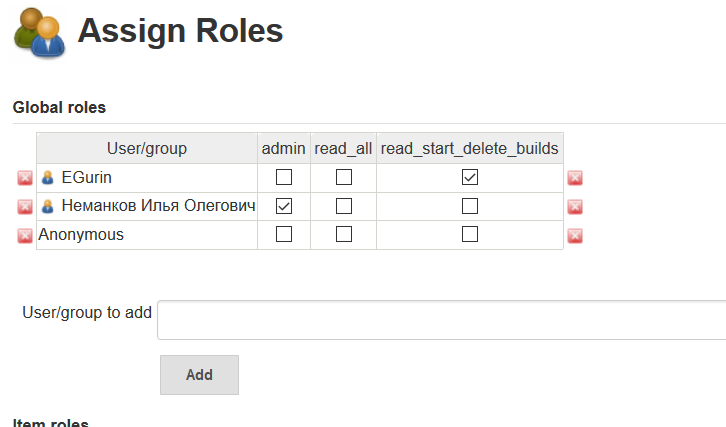 Assign Roles
Global roles
User/group admin read_all read_start_delete_builds
EGurin
Неманков Илья Олегович
Anonymous
User/group to add
Add
Item roles